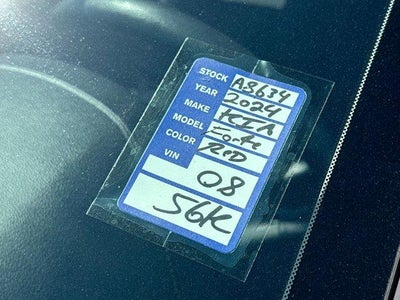 STOCK A8634
YEAR 2024
MAKE KIA
MODEL Forte
COLOR RED
VIN
08
56K